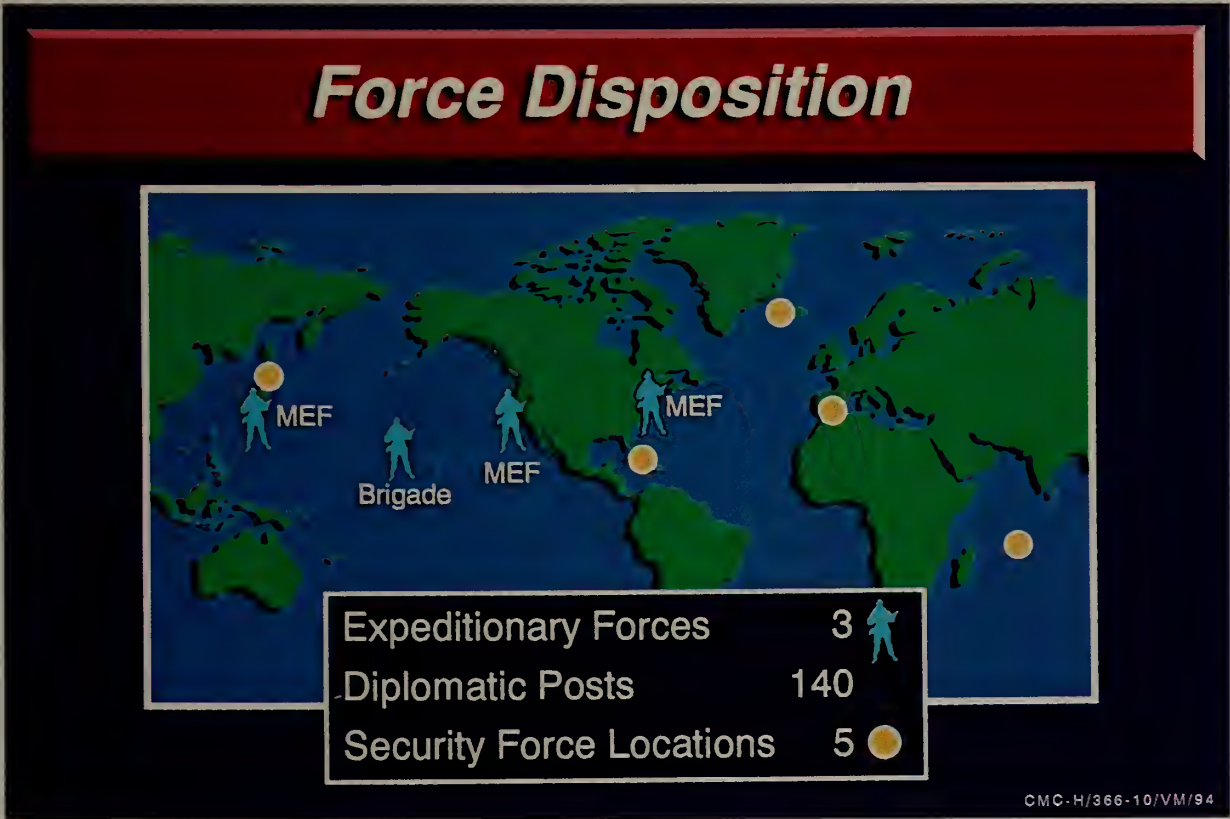 Force Disposition
MEF
MEF
MEF
Brigade
Expeditionary Forces 3
Diplomatic Posts 140
Security Force Locations 5
CMC-H/366-10/VM/94